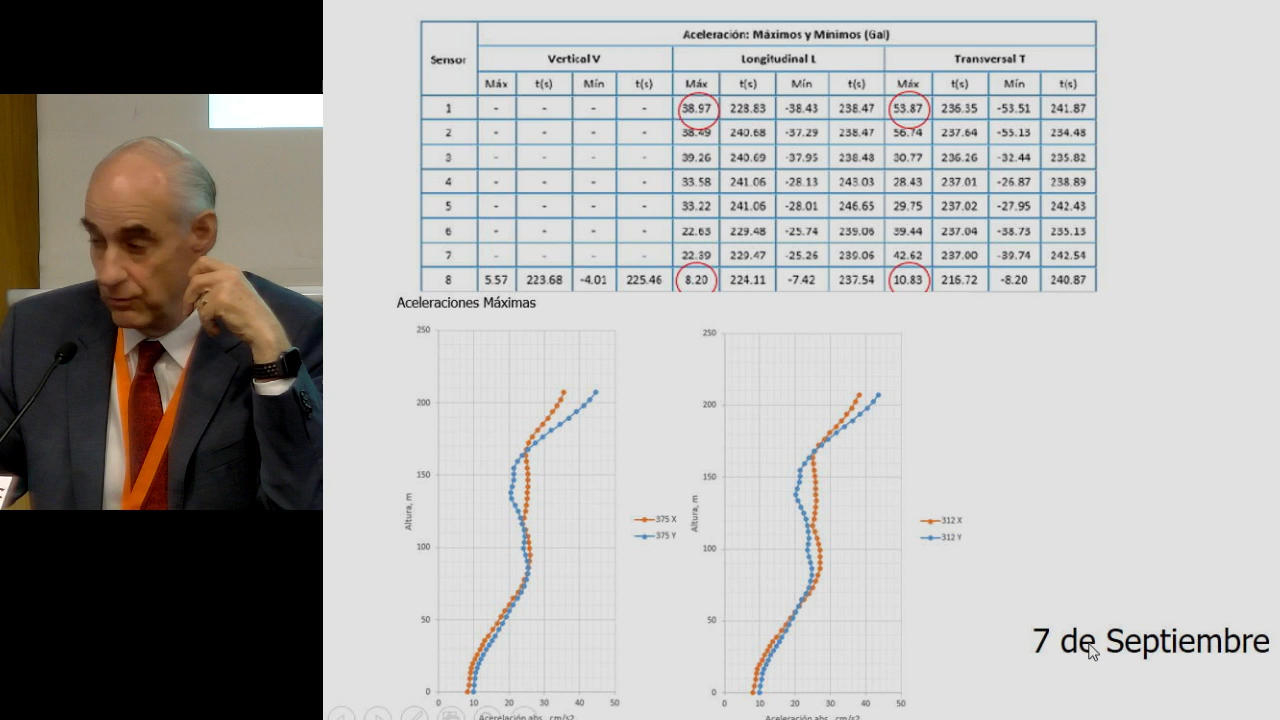 Aceleración: Máximos y Mínimos (Gal)
Sensor Vertical V Longitudinal L Transversal T
Máx t(s) Mín t(s) Máx t(s) Mín t(s) Máx t(s) Mín t(s)
1 - - - - 38.97 228.83 -38.43 238.47 53.87 236.35 -53.51 241.87
2 - - - - 38.49 240.68 -37.29 238.47 56.74 237.64 -55.13 234.48
3 - - - - 39.26 240.69 -37.95 238.48 30.77 236.26 -32.44 235.82
4 - - - - 33.58 241.06 -28.13 243.03 28.43 237.01 -26.87 238.89
5 - - - - 33.22 241.06 -28.01 246.65 29.75 237.02 -27.95 242.43
6 - - - - 22.63 229.48 -25.74 239.06 39.44 237.04 -38.73 235.13
7 - - - - 22.39 229.47 -25.26 239.06 42.62 237.00 -39.74 242.54
8 5.57 223.68 -4.01 225.46 8.20 224.11 -7.42 237.54 10.83 216.72 -8.20 240.87
Aceleraciones Máximas
250
200
150
100
50
0
Altura, m
0 10 20 30 40 50
Acerelación abs., cm/s2
375 X
375 Y
250
200
150
100
50
0
Altura, m
0 10 20 30 40 50
Aceleración abs., cm/s2
312 X
312 Y
7 de Septiembre